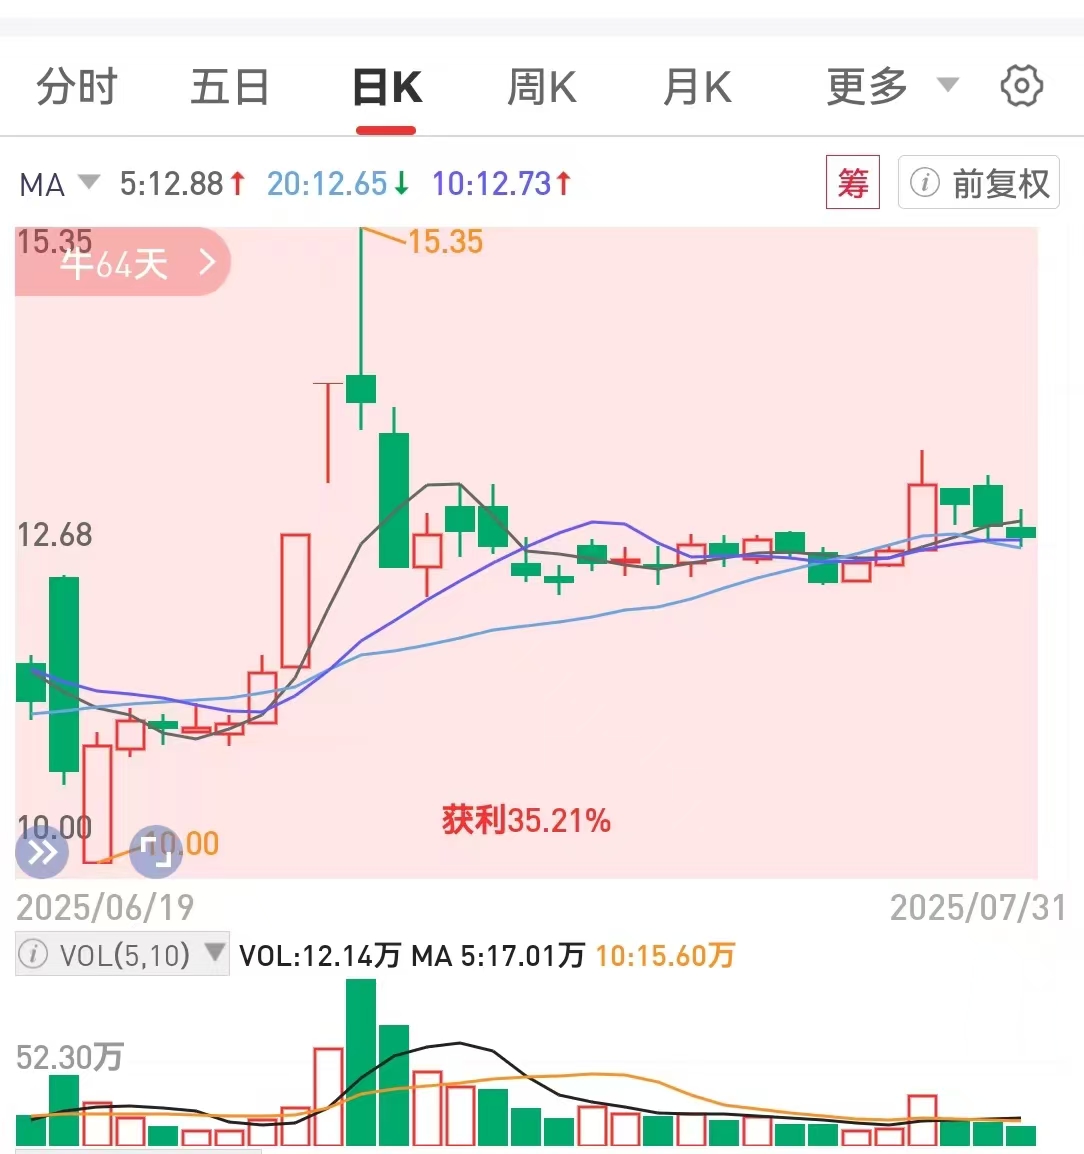 分时 五日 日K 周K 月K 更多
MA 5:12.88↑ 20:12.65↓ 10:12.73↑ 筹 i 前复权
15.35 15.35
牛64天
12.68
获利35.21%
10.00 10.00
2025/06/19 2025/07/31
i VOL(5,10) VOL:12.14万 MA 5:17.01万 10:15.60万
52.30万